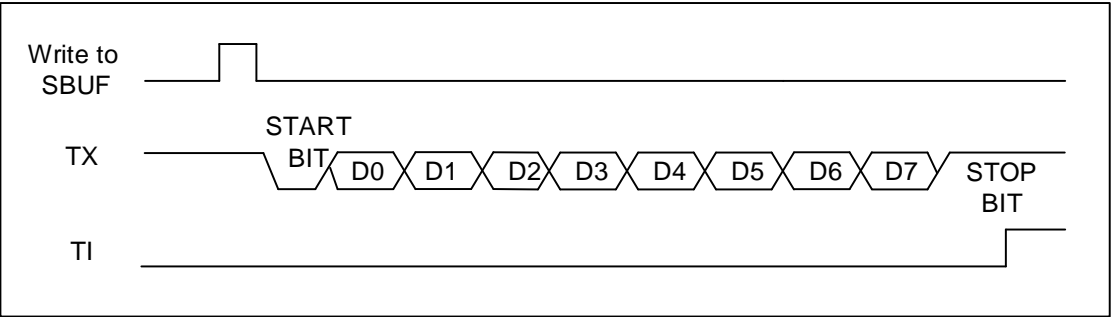 Write to
SBUF
START
BIT
TX
D0 D1 D2 D3 D4 D5 D6 D7
STOP
BIT
TI